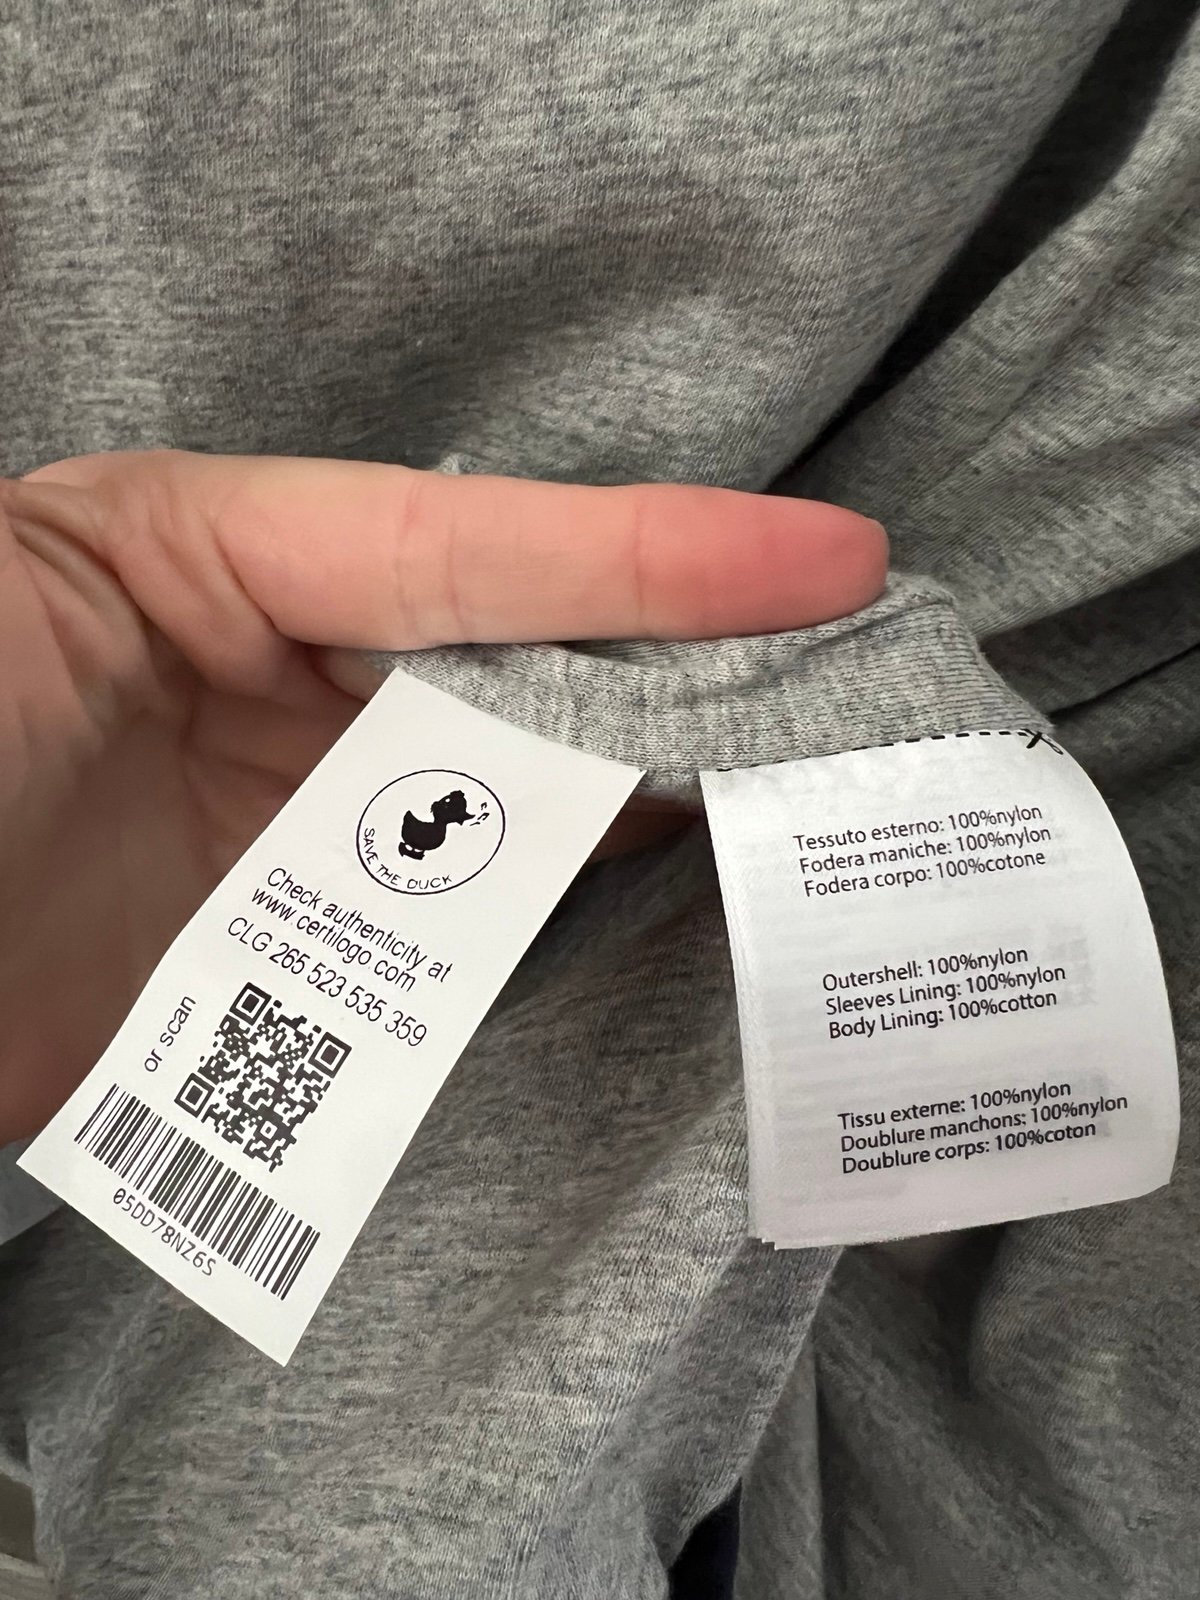 SAVE THE DUCK
Check authenticity at
www.certilogo.com
CLG 265 523 535 359
or scan
05DD78NZ6S
Tessuto esterno: 100%nylon
Fodera maniche: 100%nylon
Fodera corpo: 100%cotone
Outershell: 100%nylon
Sleeves Lining: 100%nylon
Body Lining: 100%cotton
Tissu externe: 100%nylon
Doublure manchons: 100%nylon
Doublure corps: 100%coton